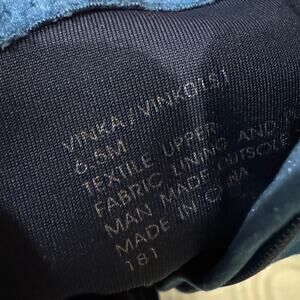 VINKA/VINK0151
6.5M
TEXTILE UPPER,
FABRIC LINING AND
MAN MADE OUTSOLE
MADE IN CHINA
181